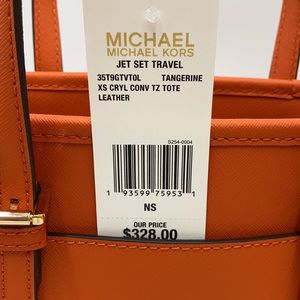 MICHAEL
MICHAEL KORS
JET SET TRAVEL
35T9GTVT0L TANGERINE
XS CRYL CONV TZ TOTE
LEATHER
S254-0004
1 93599 75953 1
NS
OUR PRICE
$328.00